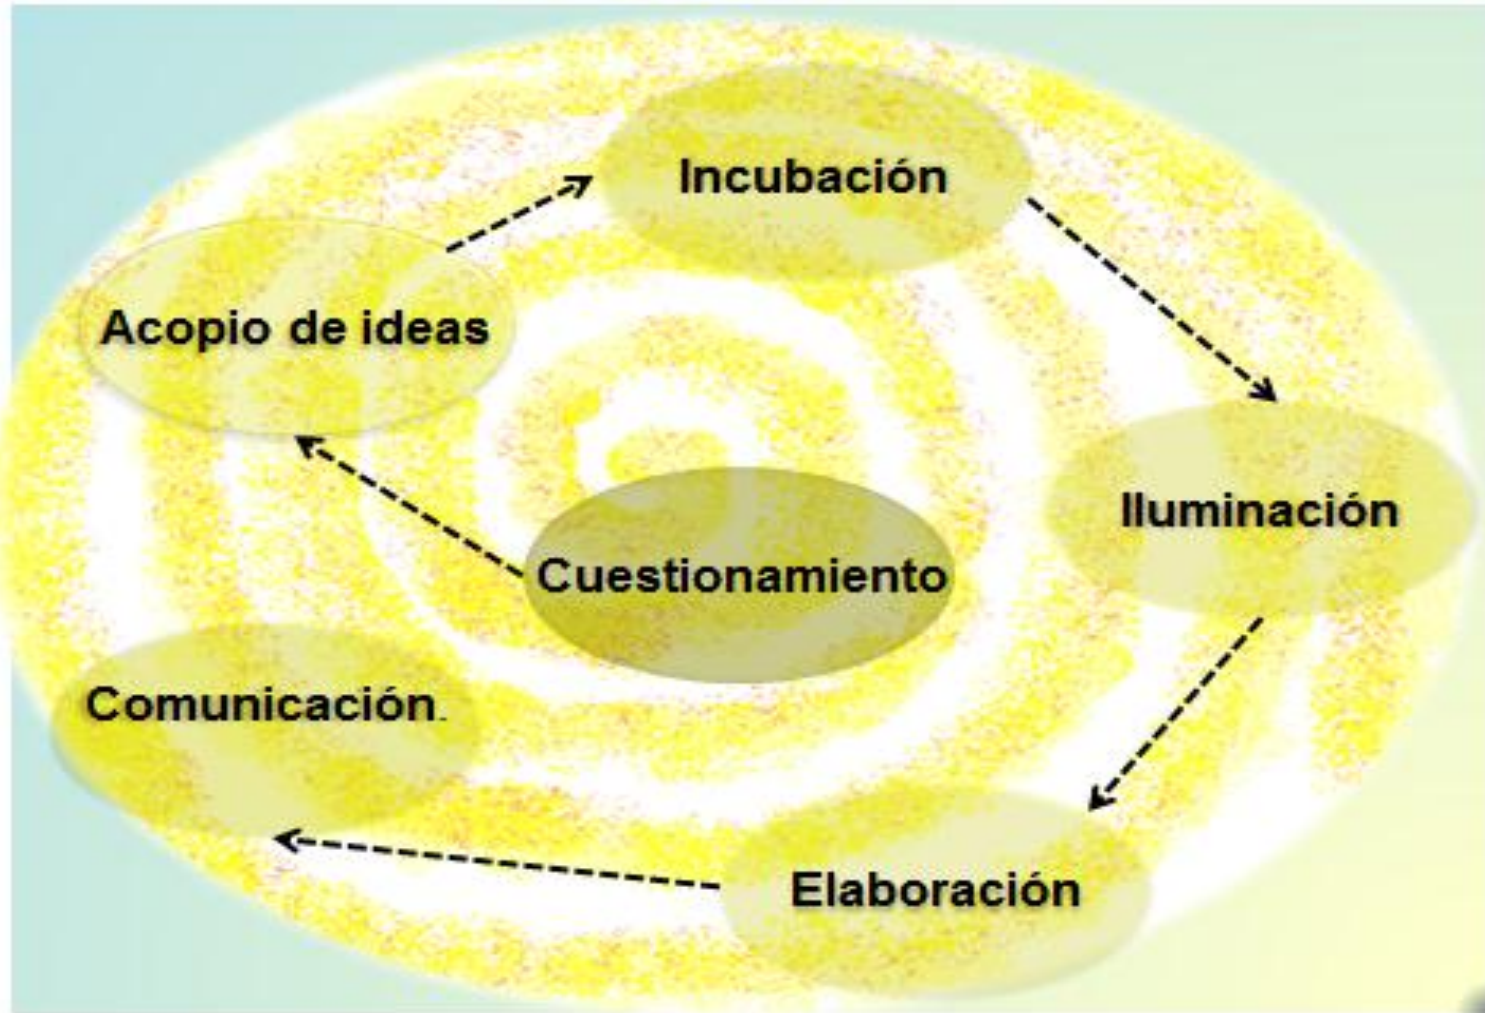 Incubación
Acopio de ideas
Iluminación
Cuestionamiento
Comunicación.
Elaboración